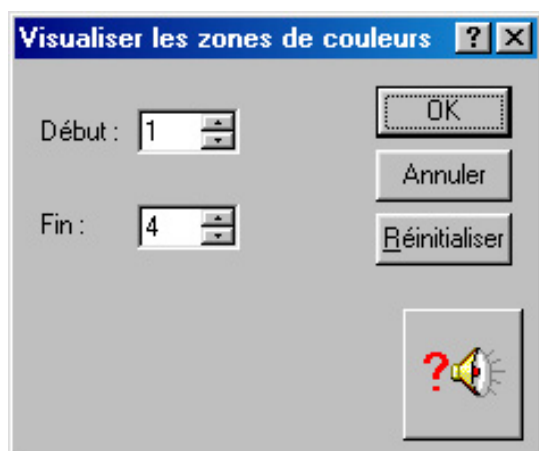 Visualiser les zones de couleurs ? ×
Début : 1
OK
Annuler
Fin : 4
Réinitialiser
?